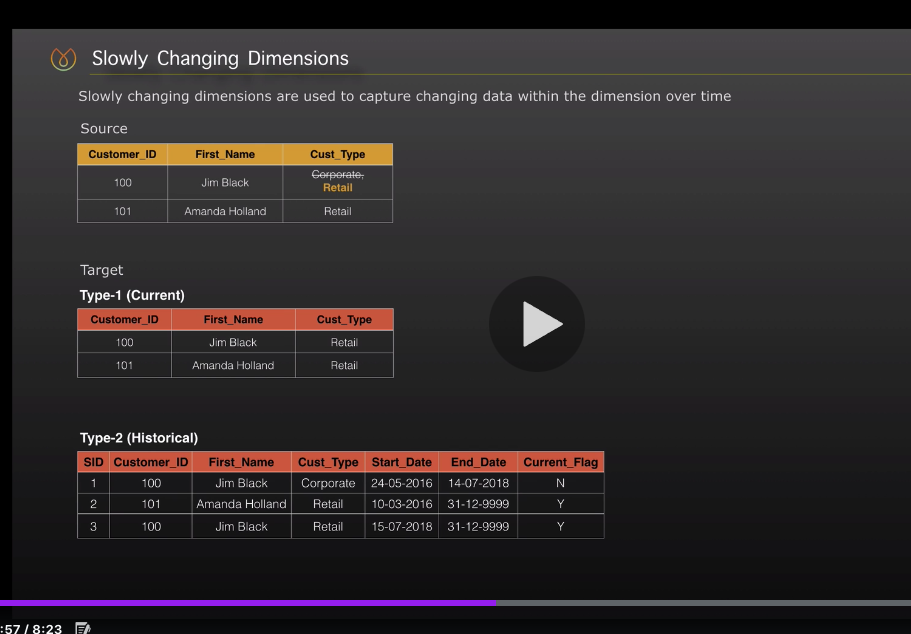 Slowly Changing Dimensions
Slowly changing dimensions are used to capture changing data within the dimension over time
Source
Customer_ID First_Name Cust_Type
100 Jim Black Corporate, Retail
101 Amanda Holland Retail
Target
Type-1 (Current)
Customer_ID First_Name Cust_Type
100 Jim Black Retail
101 Amanda Holland Retail
Type-2 (Historical)
SID Customer_ID First_Name Cust_Type Start_Date End_Date Current_Flag
1 100 Jim Black Corporate 24-05-2016 14-07-2018 N
2 101 Amanda Holland Retail 10-03-2016 31-12-9999 Y
3 100 Jim Black Retail 15-07-2018 31-12-9999 Y
:57 / 8:23